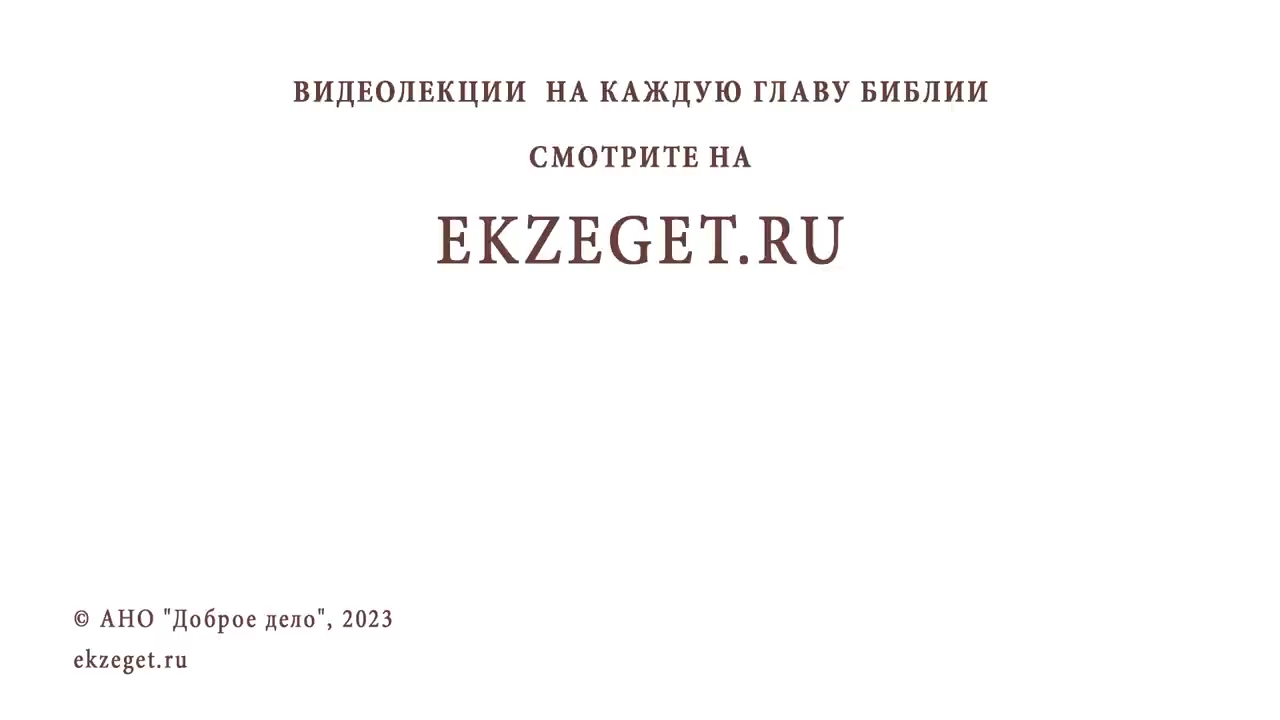 ВИДЕОЛЕКЦИИ НА КАЖДУЮ ГЛАВУ БИБЛИИ
СМОТРИТЕ НА
EKZEGET.RU
© АНО "Доброе дело", 2023
ekzeget.ru